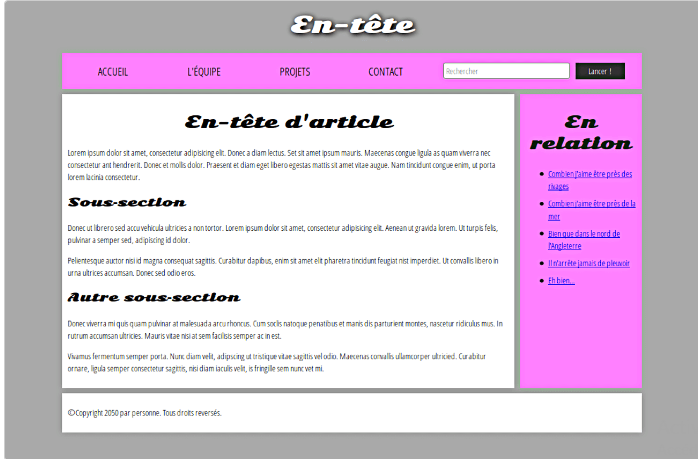 En-tête
ACCUEIL L'ÉQUIPE PROJETS CONTACT Rechercher Lancer !
En-tête d'article
Lorem ipsum dolor sit amet, consectetur adipisicing elit. Donec a diam lectus. Set sit amet ipsum mauris. Maecenas congue ligula as quam viverra nec
consectetur ant hendrerit. Donec et mollis dolor. Praesent et diam eget libero egestas mattis sit amet vitae augue. Nam tincidunt congue enim, ut porta
lorem lacinia consectetur.
Sous-section
Donec ut librero sed accu vehicula ultricies a non tortor. Lorem ipsum dolor sit amet, consectetur adipisicing elit. Aenean ut gravida lorem. Ut turpis felis,
pulvinar a semper sed, adipiscing id dolor.
Pelientesque auctor nisi id magna consequat sagittis. Curabitur dapibus, enim sit amet elit pharetra tincidunt feugiat nist imperdiet. Ut convallis libero in
urna ultrices accumsan. Donec sed odio eros.
Autre sous-section
Donec viverra mi quis quam pulvinar at malesuada arcu rhoncus. Cum soclis natoque penatibus et manis dis parturient montes, nascetur ridiculus mus. In
rutrum accumsan ultricies. Mauris vitae nisi at sem facilisis semper ac in est.
Vivamus fermentum semper porta. Nunc diam velit, adipscing ut tristique vitae sagittis vel odio. Maecenas convallis ullamcorper ultricied. Curabitur
ornare, ligula semper consectetur sagittis, nisi diam iaculis velit, is fringille sem nunc vet mi.
En
relation
Combien j'aime être près des
rivages
Combien j'aime être près de la
mor
Bien que dans le nord de
l'Angleterre
Il n'arrête jamais de pleuvoir
Eh bien…
©Copyright 2050 par personne. Tous droits reversés.